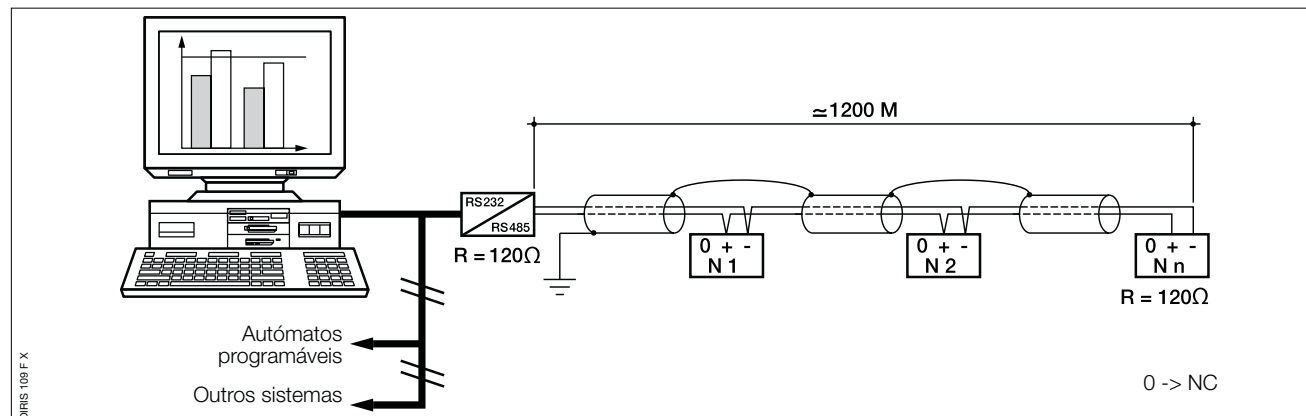 ≃1200 M
RS232
RS485
R = 120Ω
0 + -
N 1
0 + -
N 2
0 + -
N n
R = 120Ω
Autómatos
programáveis
Outros sistemas
0 -> NC
DIRIS 109 F X